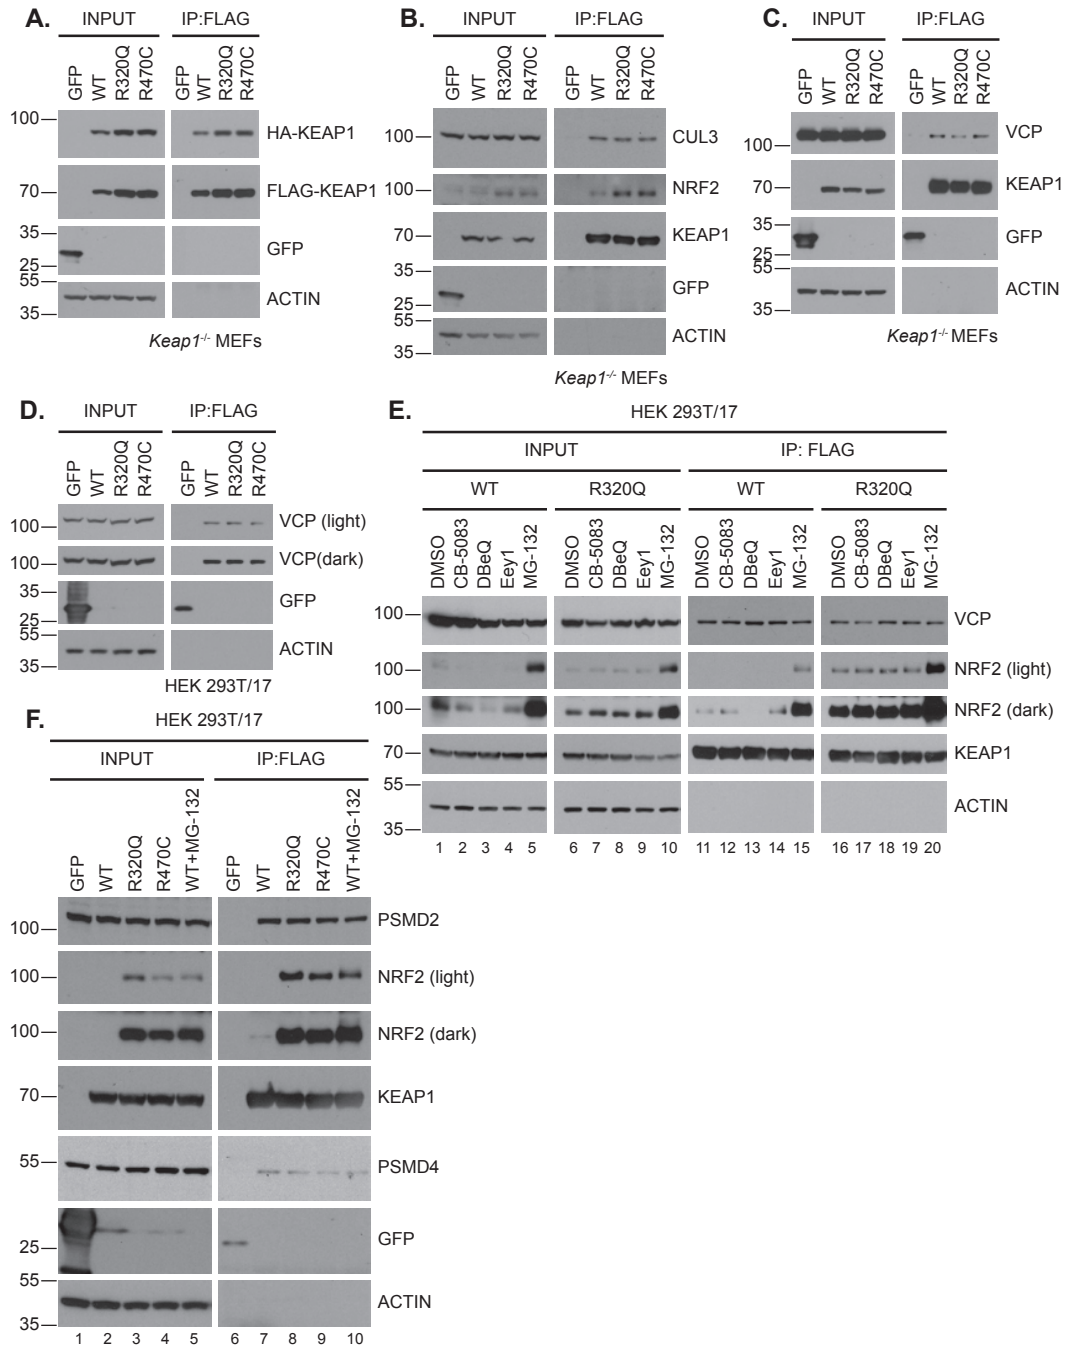 A.
INPUT IP:FLAG
GFP WT R320Q R470C GFP WT R320Q R470C
100 HA-KEAP1
70 FLAG-KEAP1
35 GFP
25
55 ACTIN
35
Keap1-/- MEFs
B.
INPUT IP:FLAG
GFP WT R320Q R470C GFP WT R320Q R470C
100 CUL3
100 NRF2
70 KEAP1
35 GFP
25
55 ACTIN
35
Keap1-/- MEFs
C.
INPUT IP:FLAG
GFP WT R320Q R470C GFP WT R320Q R470C
100 VCP
70 KEAP1
35 GFP
25
55 ACTIN
35
Keap1-/- MEFs
D.
INPUT IP:FLAG
GFP WT R320Q R470C GFP WT R320Q R470C
100 VCP (light)
100 VCP(dark)
35 GFP
25
55 ACTIN
35
HEK 293T/17
E.
HEK 293T/17
INPUT IP: FLAG
WT R320Q WT R320Q
DMSO CB-5083 DBeQ Eey1 MG-132 DMSO CB-5083 DBeQ Eey1 MG-132 DMSO CB-5083 DBeQ Eey1 MG-132 DMSO CB-5083 DBeQ Eey1 MG-132
100 VCP
100 NRF2 (light)
100 NRF2 (dark)
70 KEAP1
55 ACTIN
35
1 2 3 4 5 6 7 8 9 10 11 12 13 14 15 16 17 18 19 20
F.
HEK 293T/17
INPUT IP:FLAG
GFP WT R320Q R470C WT+MG-132 GFP WT R320Q R470C WT+MG-132
100 PSMD2
100 NRF2 (light)
100 NRF2 (dark)
70 KEAP1
55 PSMD4
25 GFP
55 ACTIN
35
1 2 3 4 5 6 7 8 9 10